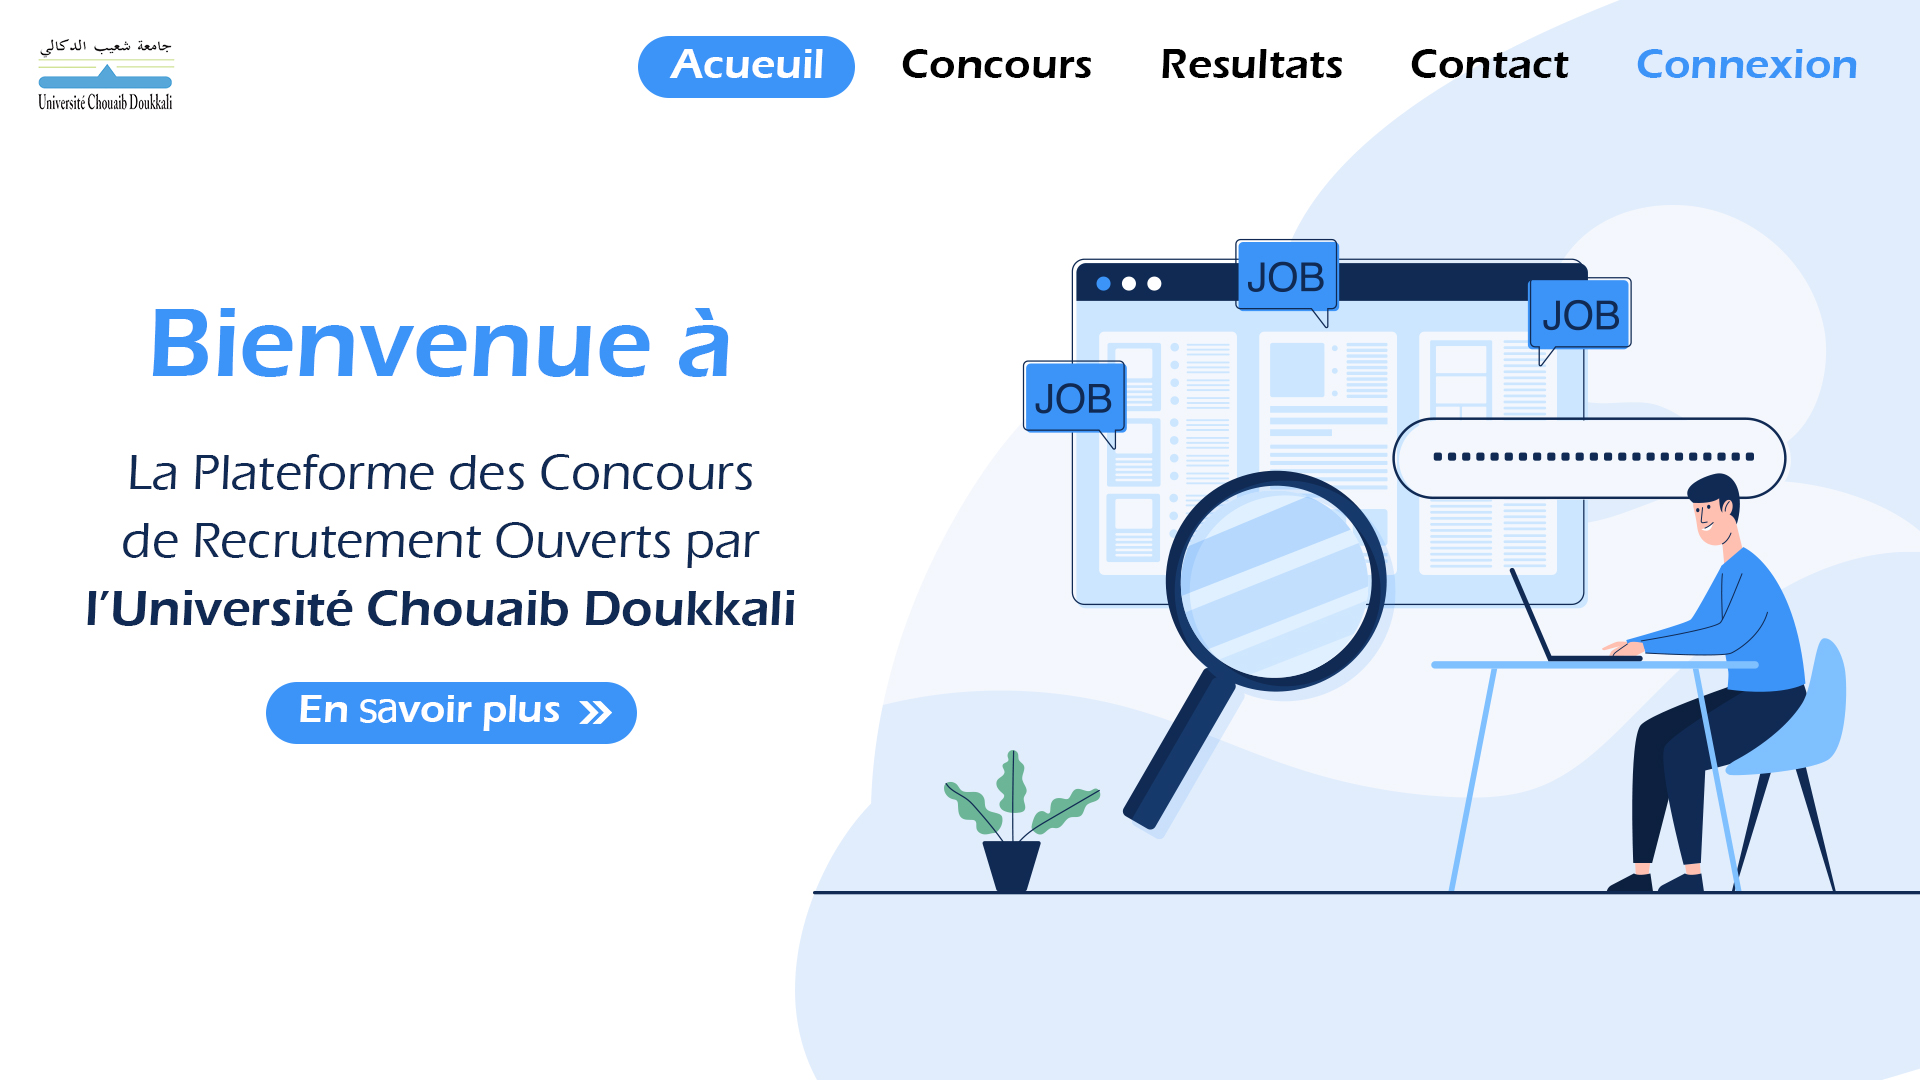 جامعة شعيب الدكالي
Université Chouaib Doukkali
Acueuil
Concours
Resultats
Contact
Connexion
Bienvenue à
La Plateforme des Concours
de Recrutement Ouverts par
l’Université Chouaib Doukkali
En savoir plus
JOB
JOB
JOB